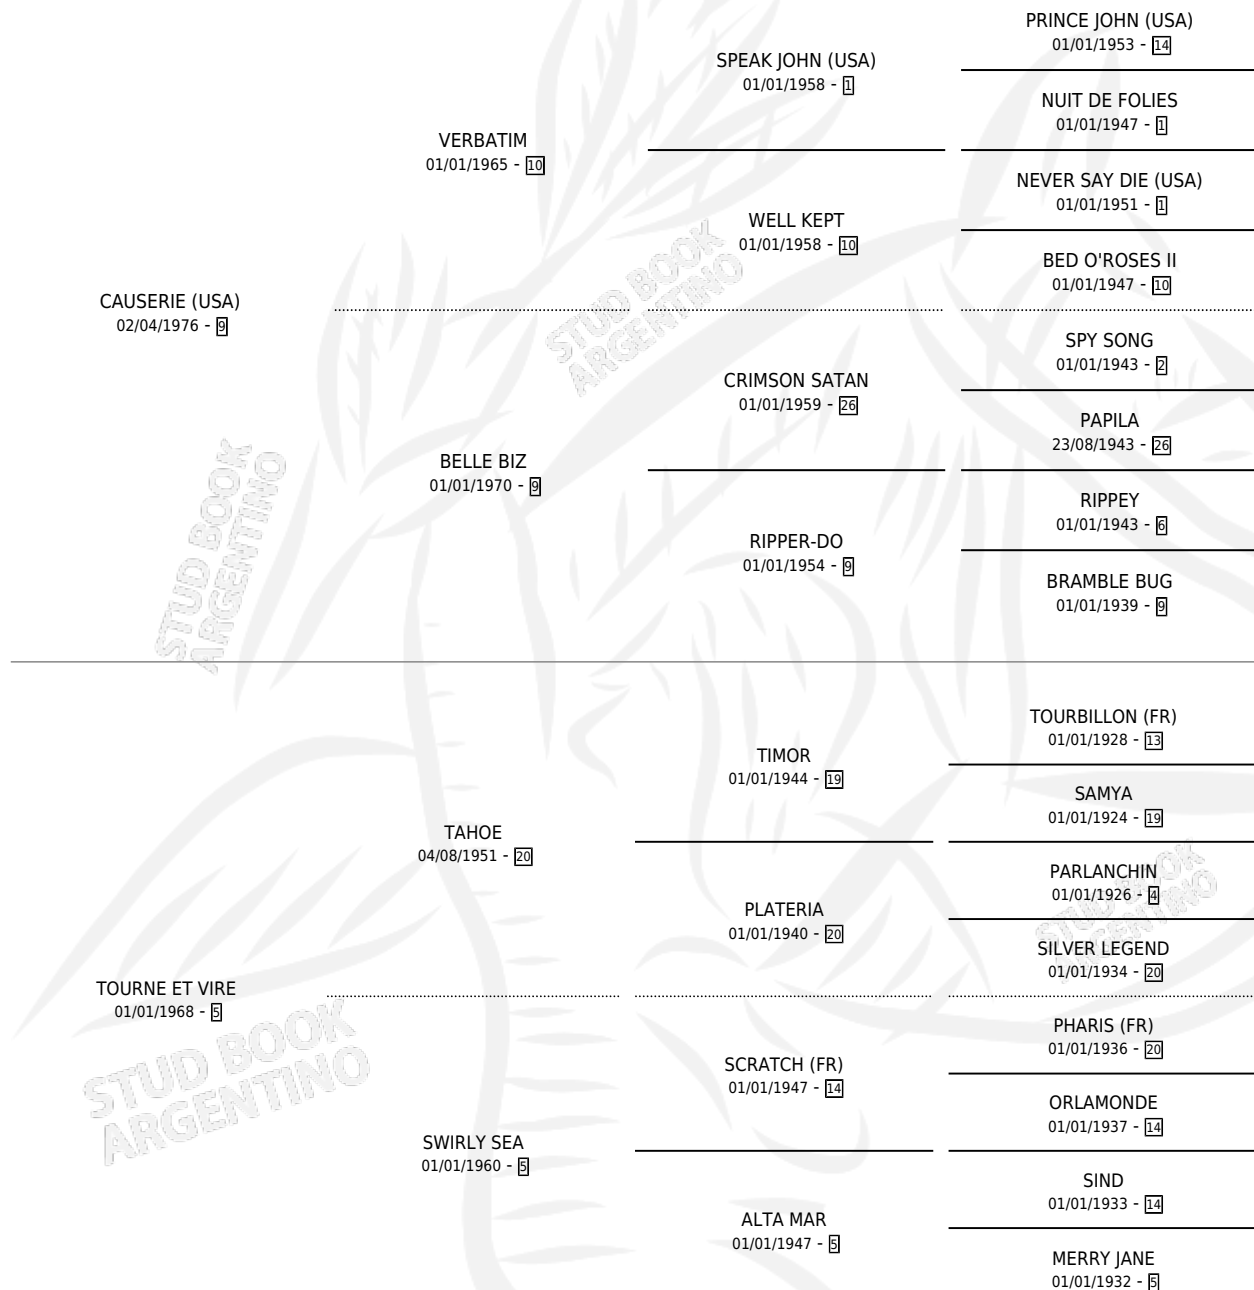 PRINCE JOHN (USA)
01/01/1953 - 14
SPEAK JOHN (USA)
01/01/1958 - 1
NUIT DE FOLIES
01/01/1947 - 1
VERBATIM
01/01/1965 - 10
NEVER SAY DIE (USA)
01/01/1951 - 1
WELL KEPT
01/01/1958 - 10
BED O'ROSES II
01/01/1947 - 10
STUD BOOK
ARGENTINO
CAUSERIE (USA)
02/04/1976 - 9
SPY SONG
01/01/1943 - 2
CRIMSON SATAN
01/01/1959 - 26
PAPILA
23/08/1943 - 26
BELLE BIZ
01/01/1970 - 9
RIPPEY
01/01/1943 - 6
RIPPER-DO
01/01/1954 - 9
BRAMBLE BUG
01/01/1939 - 9
STUD BOOK
ARGENTINO
TOURBILLON (FR)
01/01/1928 - 13
TIMOR
01/01/1944 - 19
SAMYA
01/01/1924 - 19
TAHOE
04/08/1951 - 20
PARLANCHIN
01/01/1926 - 4
PLATERIA
01/01/1940 - 20
SILVER LEGEND
01/01/1934 - 20
STUD BOOK
ARGENTINO
TOURNE ET VIRE
01/01/1968 - 5
PHARIS (FR)
01/01/1936 - 20
SCRATCH (FR)
01/01/1947 - 14
ORLAMONDE
01/01/1937 - 14
STUD BOOK
ARGENTINO
SWIRLY SEA
01/01/1960 - 5
SIND
01/01/1933 - 14
ALTA MAR
01/01/1947 - 5
MERRY JANE
01/01/1932 - 5